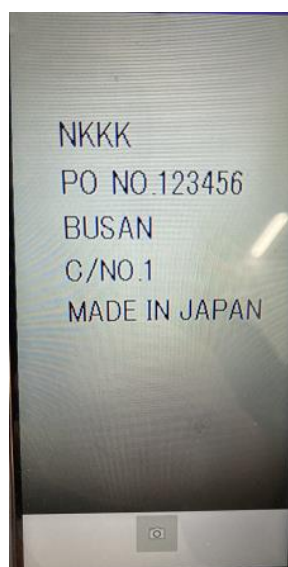 NKKK
PO NO.123456
BUSAN
C/NO.1
MADE IN JAPAN